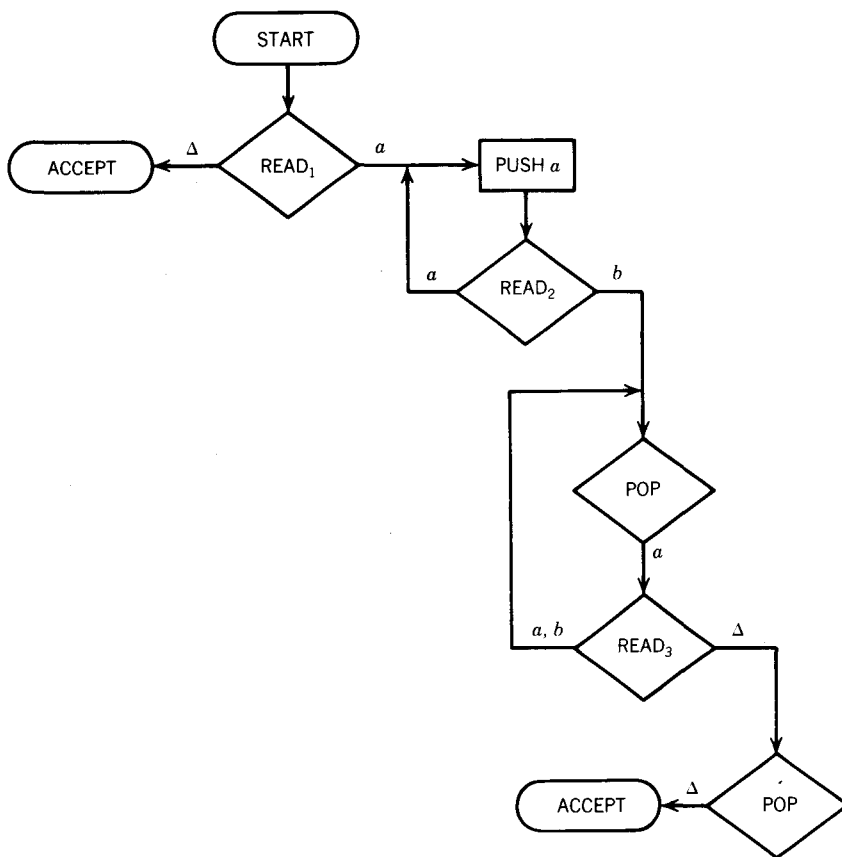 START
ACCEPT
Δ
READ₁
a
PUSH a
a
READ₂
b
POP
a
a, b
READ₃
Δ
ACCEPT
Δ
POP